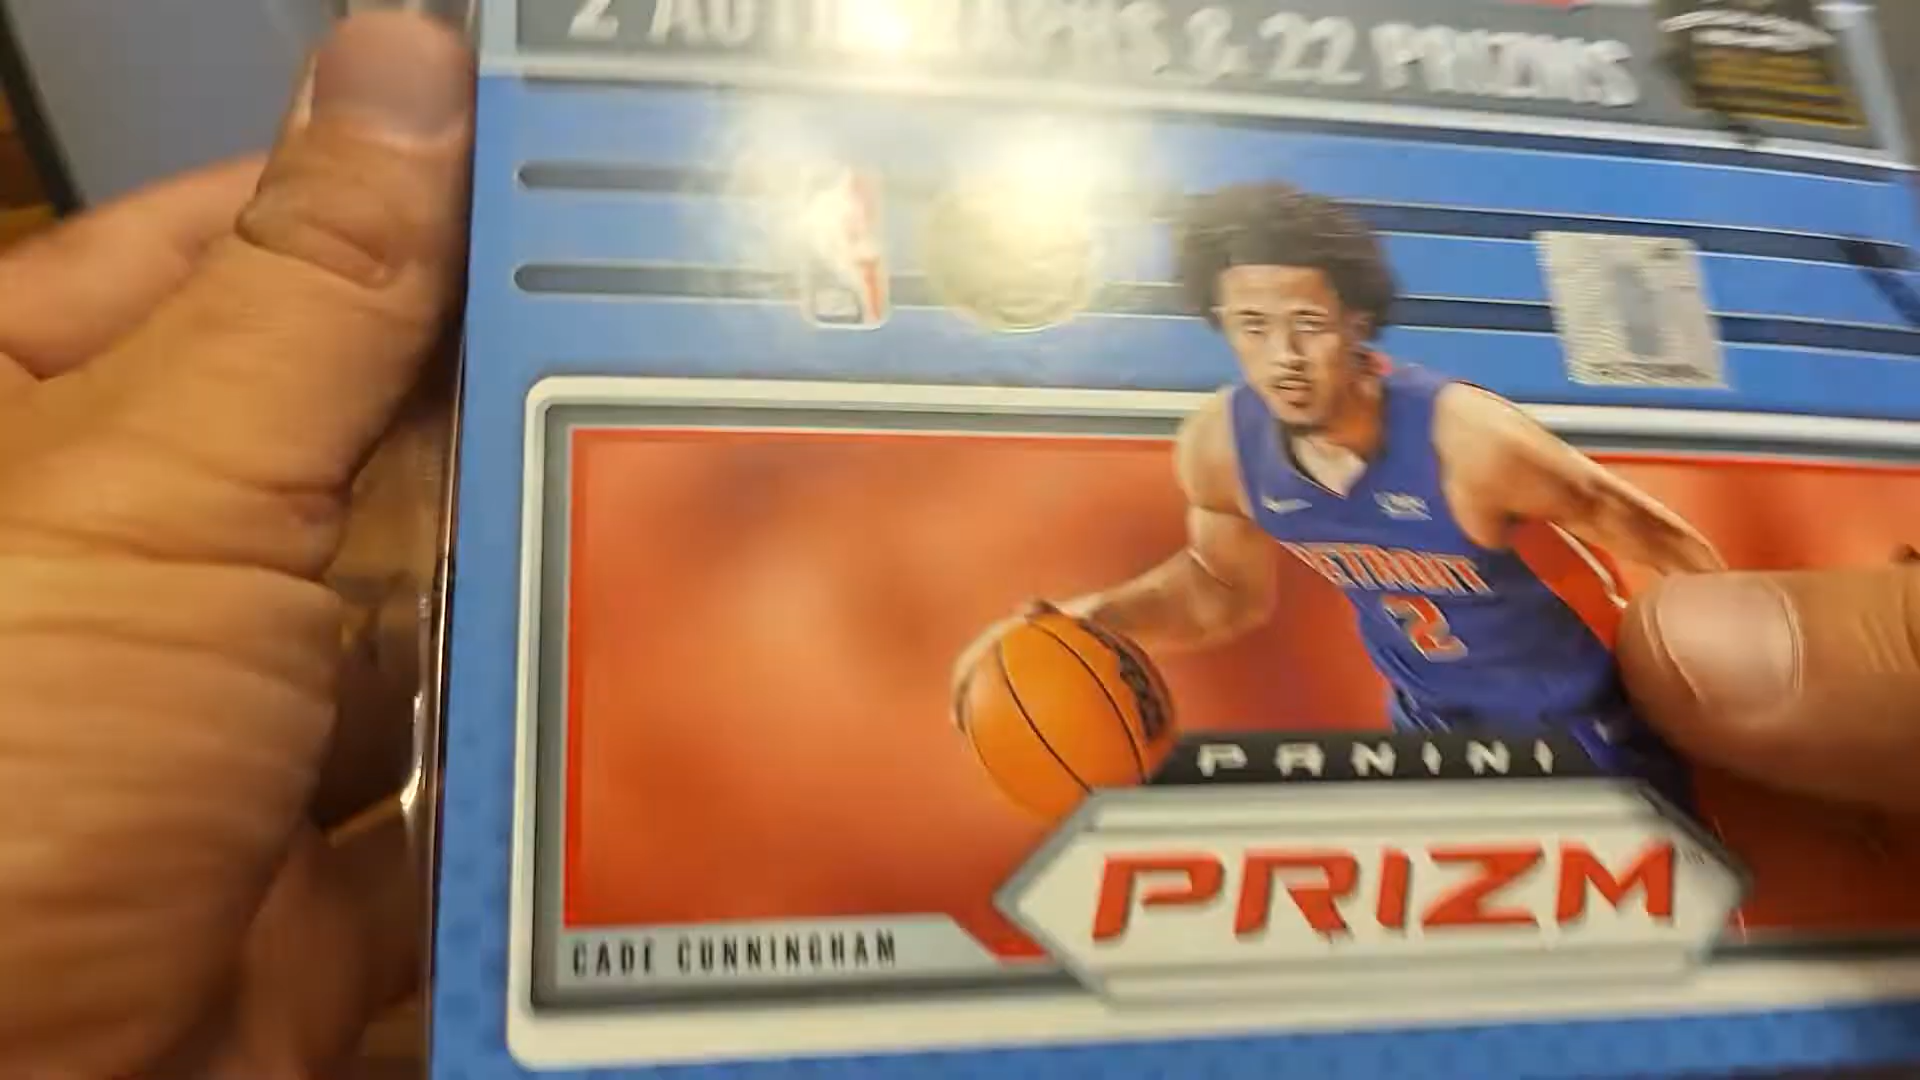 2 AUTOGRAPHS & 22 PRIZMS
DETROIT
2
PANINI
PRIZM
CADE CUNNINGHAM